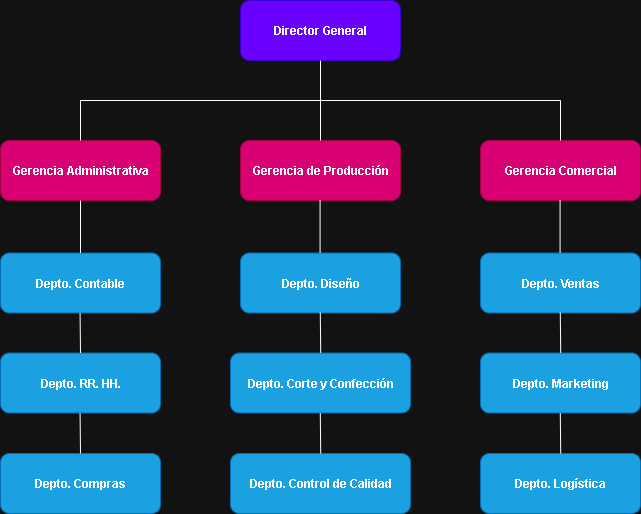 Director General
Gerencia Administrativa
Gerencia de Producción
Gerencia Comercial
Depto. Contable
Depto. Diseño
Depto. Ventas
Depto. RR. HH.
Depto. Corte y Confección
Depto. Marketing
Depto. Compras
Depto. Control de Calidad
Depto. Logística